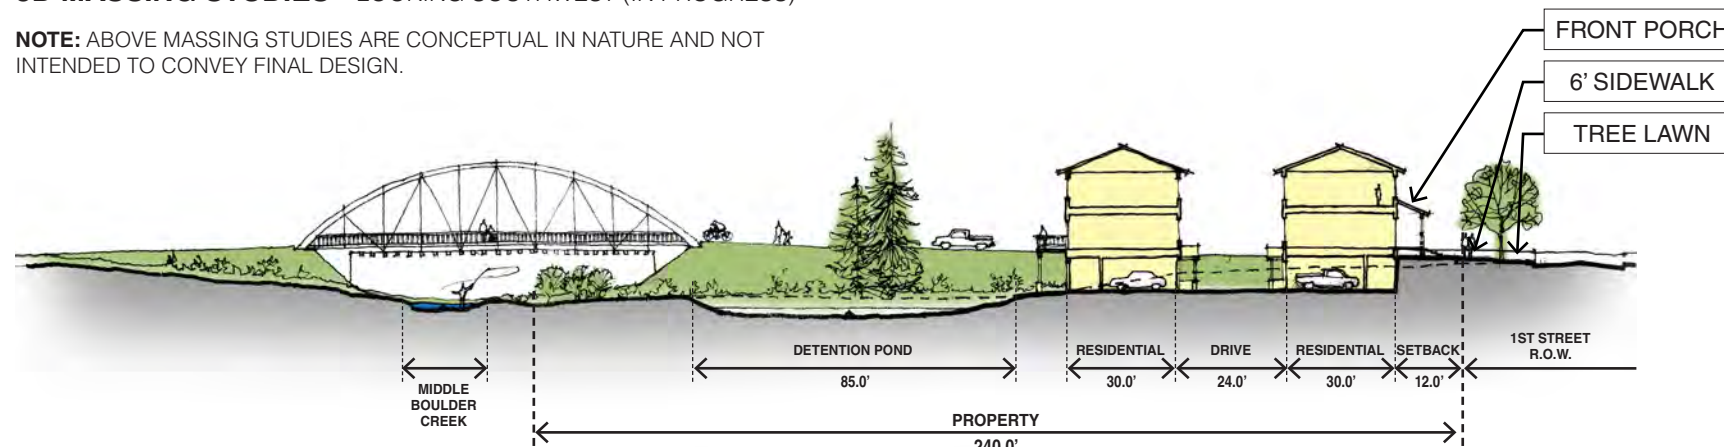 NOTE: ABOVE MASSING STUDIES ARE CONCEPTUAL IN NATURE AND NOT
INTENDED TO CONVEY FINAL DESIGN.
FRONT PORCH
6' SIDEWALK
TREE LAWN
DETENTION POND
85.0'
RESIDENTIAL
30.0'
DRIVE
24.0'
RESIDENTIAL
30.0'
SETBACK
12.0'
1ST STREET
R.O.W.
MIDDLE
BOULDER
CREEK
PROPERTY
240.0'